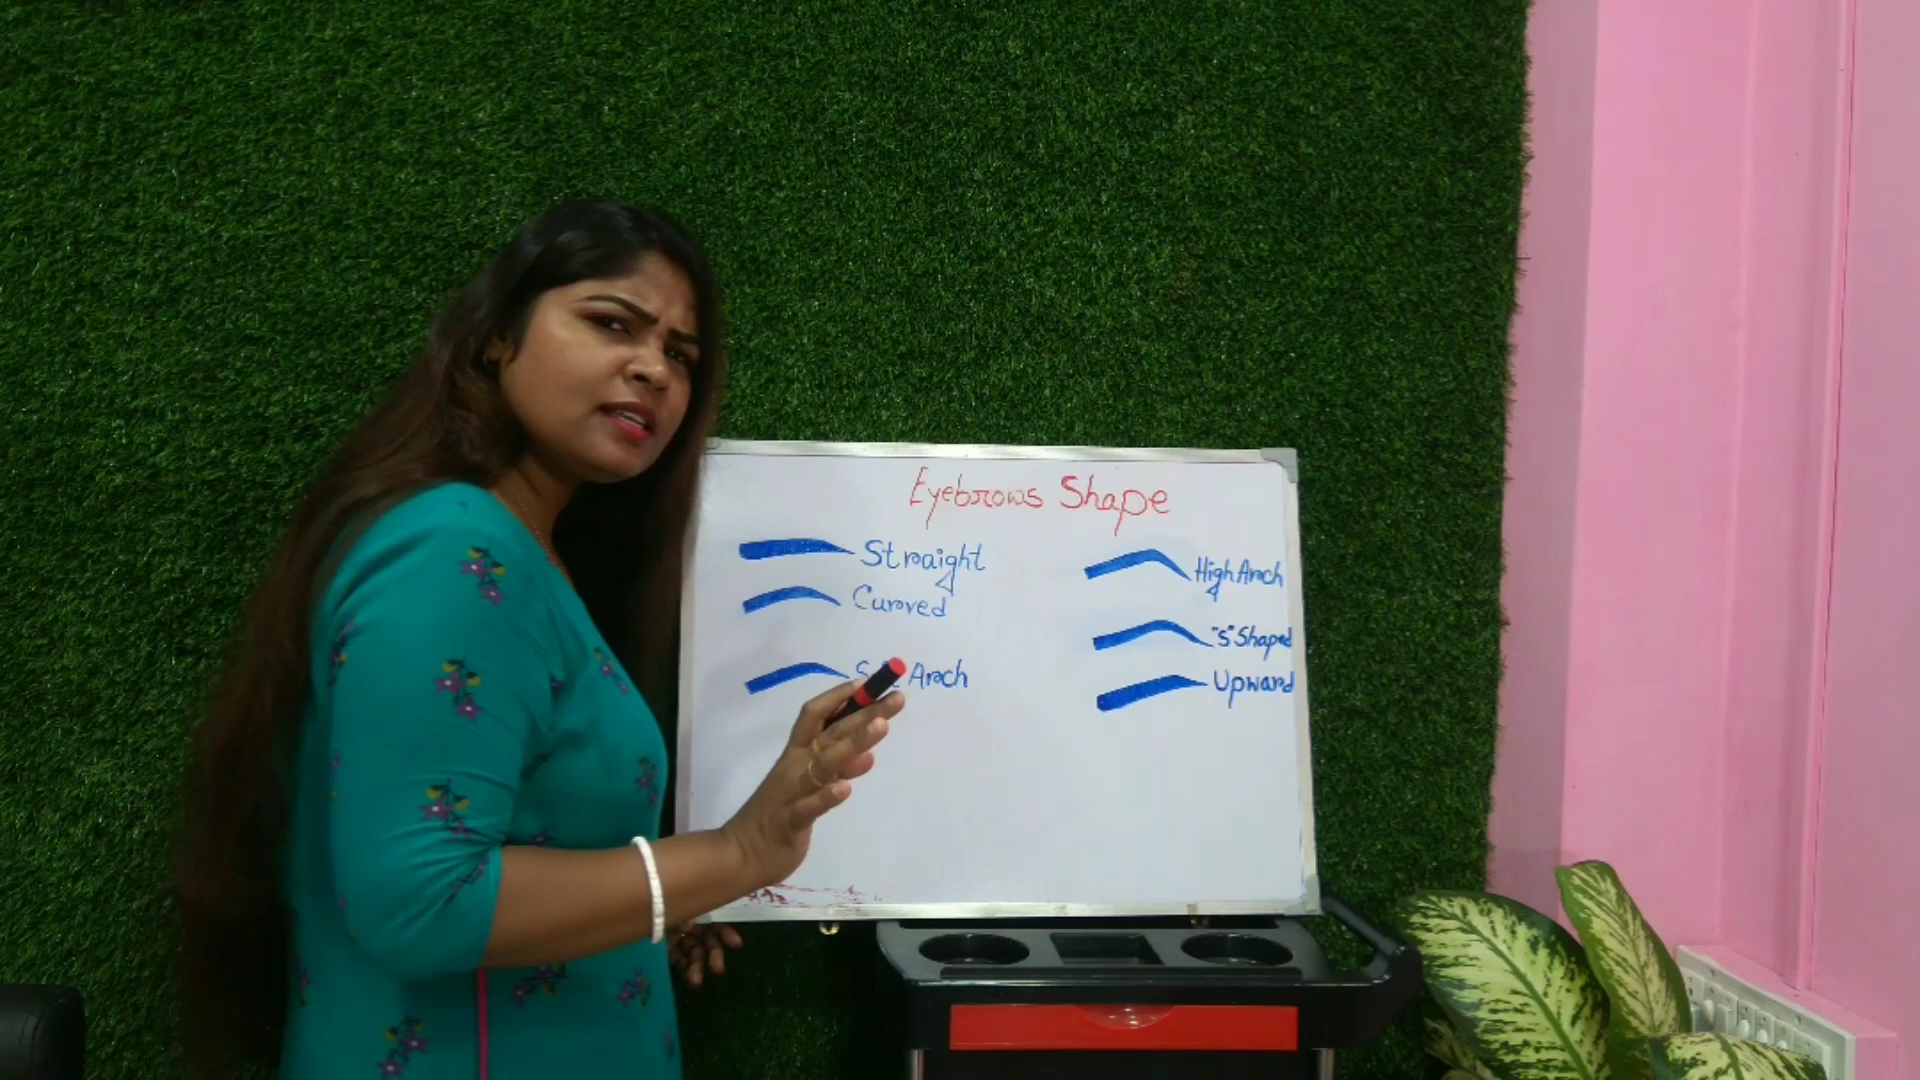 Eyebrows Shape
Straight
Curved
Arch
High Arch
"S" Shaped
Upward